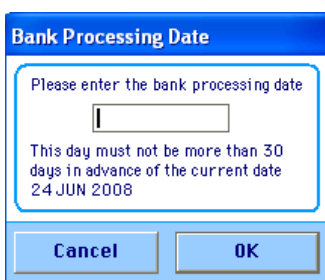 Bank Processing Date
Please enter the bank processing date
This day must not be more than 30
days in advance of the current date
24 JUN 2008
Cancel
OK